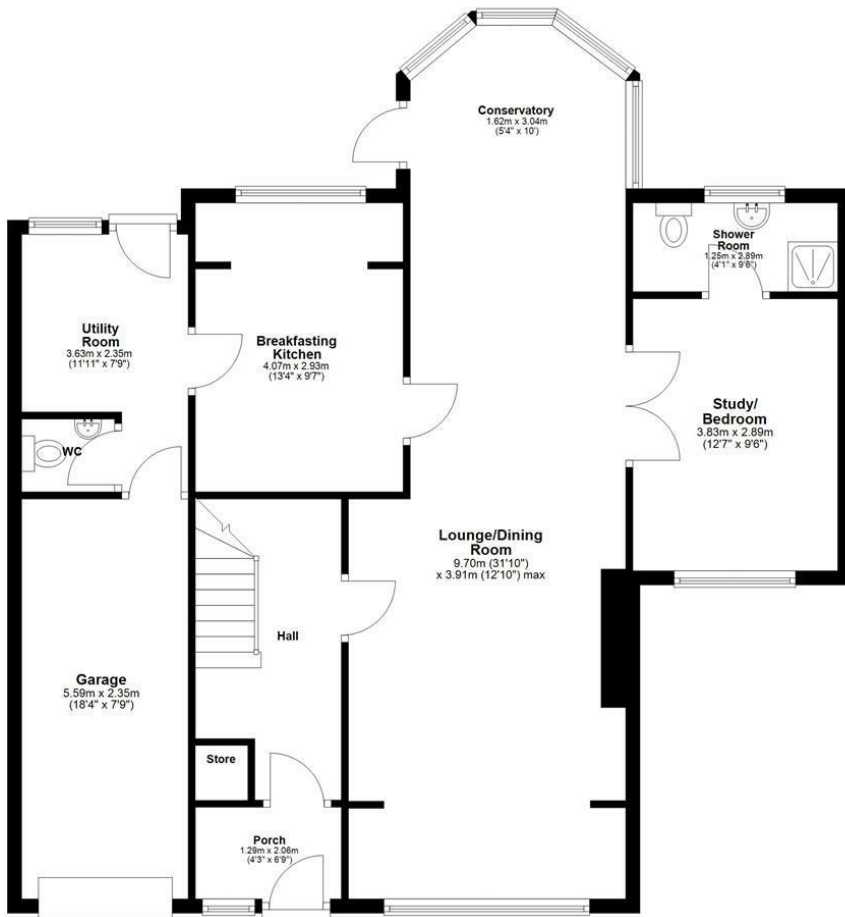 Conservatory
1.62m x 3.04m
(5'4" x 10')
Shower
Room
1.25m x 2.89m
(4'1" x 9'6")
Utility
Room
3.63m x 2.35m
(11'11" x 7'9")
Breakfasting
Kitchen
4.07m x 2.93m
(13'4" x 9'7")
Study/
Bedroom
3.83m x 2.89m
(12'7" x 9'6")
WC
Lounge/Dining
Room
9.70m (31'10")
x 3.91m (12'10") max
Hall
Garage
5.59m x 2.35m
(18'4" x 7'9")
Store
Porch
1.29m x 2.06m
(4'3" x 6'9")